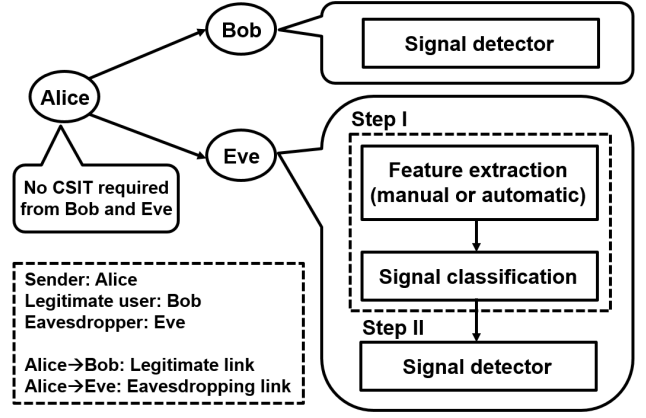 Bob
Signal detector
Alice
Eve
No CSIT required
from Bob and Eve
Step I
Feature extraction
(manual or automatic)
Signal classification
Step II
Signal detector
Sender: Alice
Legitimate user: Bob
Eavesdropper: Eve
Alice→Bob: Legitimate link
Alice→Eve: Eavesdropping link